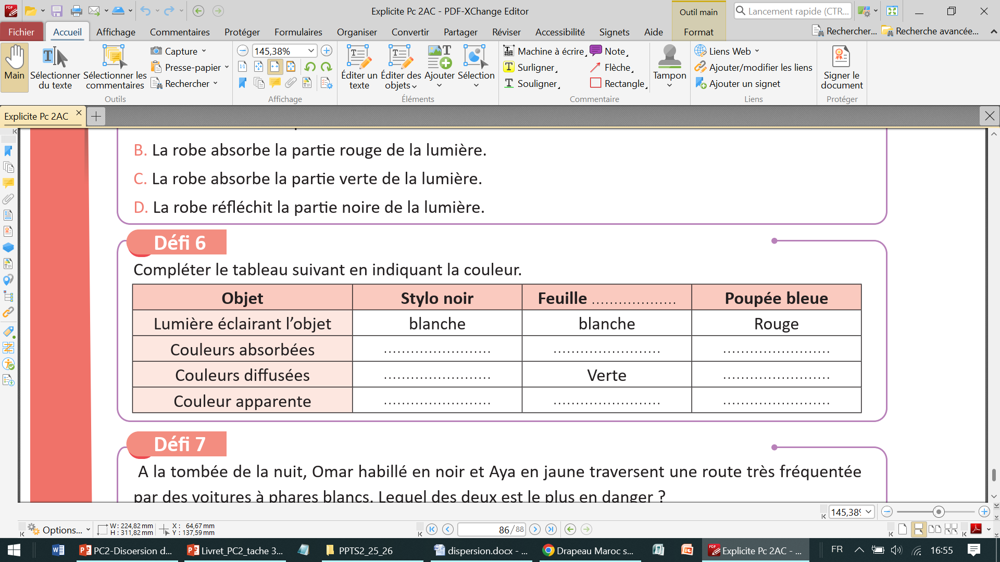 Explicite Pc 2AC - PDF-XChange Editor
Outil main
Lancement rapide (CTR...
Fichier Accueil Affichage Commentaires Protéger Formulaires Organiser Convertir Partager Réviser Accessibilité Signets Aide Format Rechercher... Recherche avancée...
Main
Sélectionner du texte
Sélectionner les commentaires
Capture
Presse-papier
Rechercher
Outils
145,38%
Affichage
Éditer un texte
Éditer des objets
Ajouter
Sélection
Éléments
Machine à écrire
Surligner
Souligner
Note
Flèche
Rectangle
Tampon
Commentaire
Liens Web
Ajouter/modifier les liens
Ajouter un signet
Liens
Signer le document
Protéger
Explicite Pc 2AC
B. La robe absorbe la partie rouge de la lumière.
C. La robe absorbe la partie verte de la lumière.
D. La robe réfléchit la partie noire de la lumière.
Défi 6
Compléter le tableau suivant en indiquant la couleur.
Objet Stylo noir Feuille ................... Poupée bleue
Lumière éclairant l’objet blanche blanche Rouge
Couleurs absorbées ........................ ........................ ........................
Couleurs diffusées ........................ Verte ........................
Couleur apparente ........................ ........................ ........................
Défi 7
A la tombée de la nuit, Omar habillé en noir et Aya en jaune traversent une route très fréquentée
par des voitures à phares blancs. Lequel des deux est le plus en danger ?
145,38%
Options...
W: 224,82 mm
H: 311,82 mm
X: 64,67 mm
Y: 137,59 mm
86 / 88
PC2-Disoersion d...
Livret_PC2_tache 3...
PPTS2_25_26
dispersion.docx - ...
Drapeau Maroc s...
Explicite Pc 2AC - ...
FR
16:55